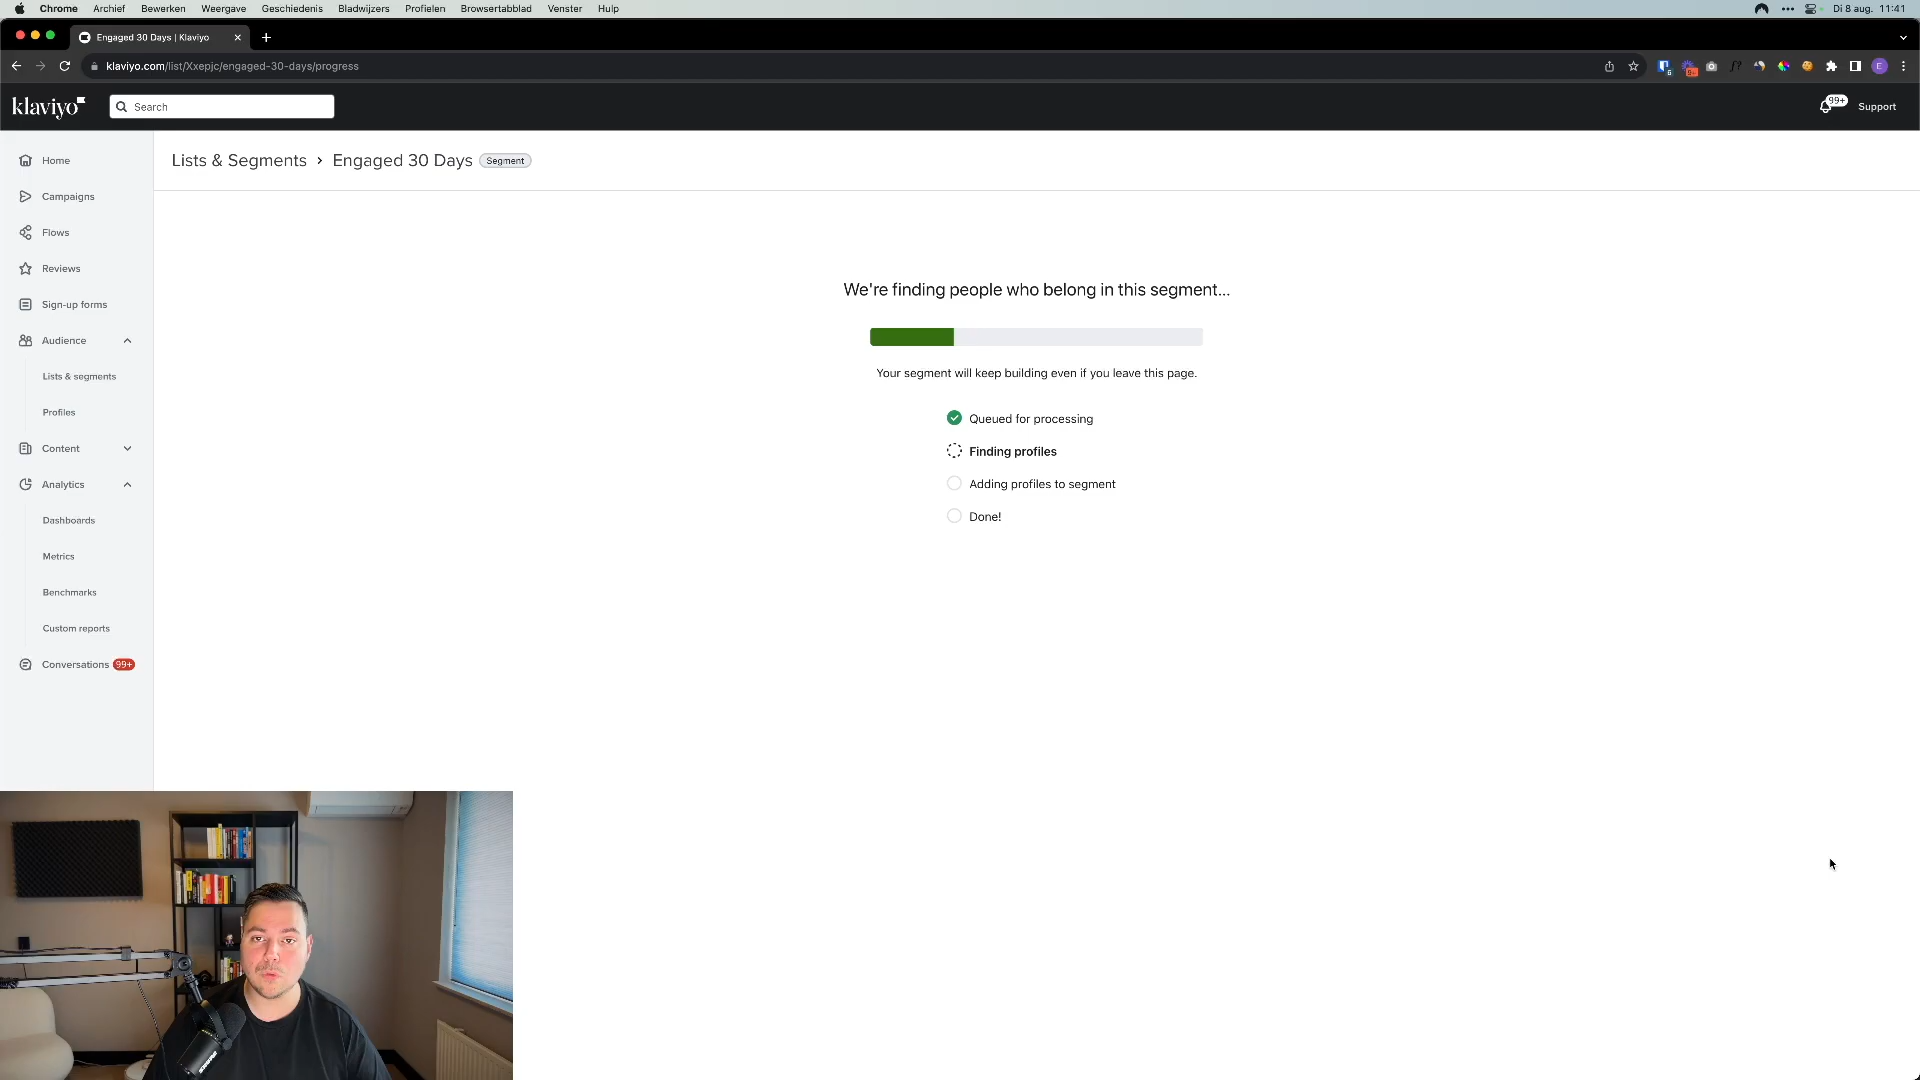 Chrome Archief Bewerken Weergave Geschiedenis Bladwijzers Profielen Browsertabblad Venster Hulp Di 8 aug. 11:41
Engaged 30 Days | Klaviyo
klaviyo.com/list/Xxepjc/engaged-30-days/progress
klaviyo Search 99+ Support
Lists & Segments › Engaged 30 Days Segment
Home
Campaigns
Flows
Reviews
Sign-up forms
Audience
Lists & segments
Profiles
Content
Analytics
Dashboards
Metrics
Benchmarks
Custom reports
Conversations 99+
We're finding people who belong in this segment...
Your segment will keep building even if you leave this page.
Queued for processing
Finding profiles
Adding profiles to segment
Done!